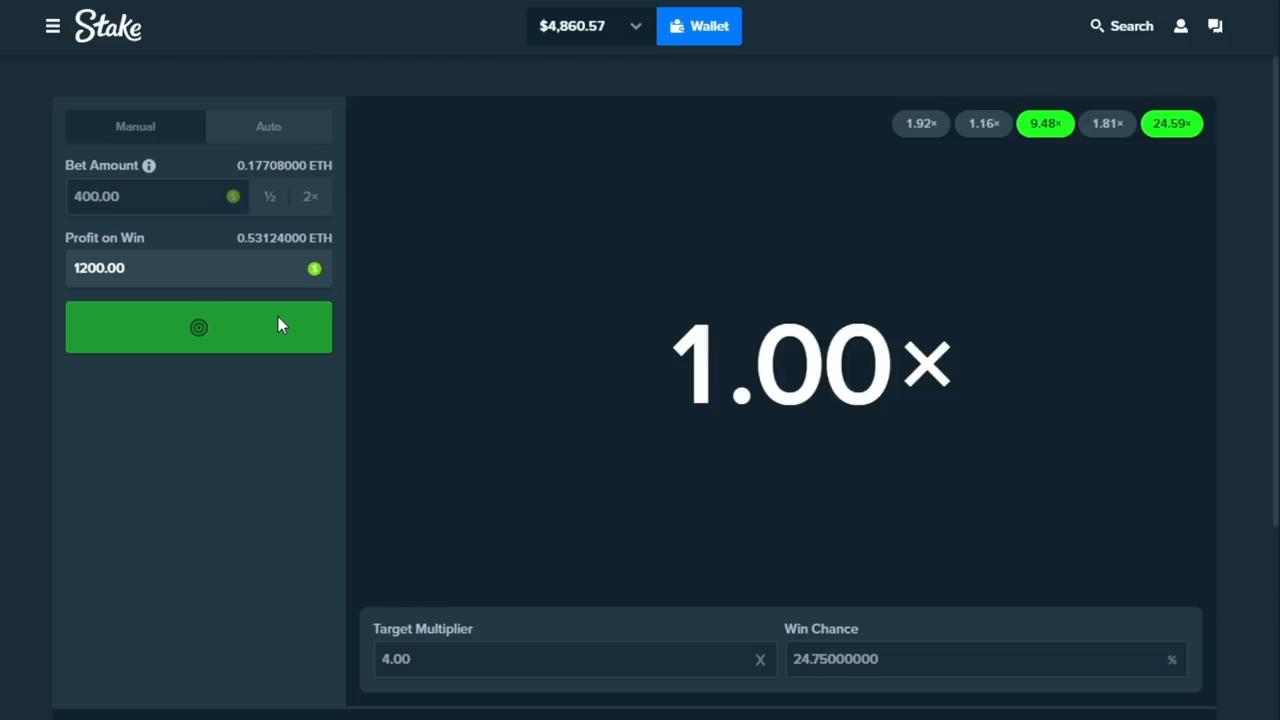 Stake
$4,860.57
Wallet
Search
Manual Auto
1.92× 1.16× 9.48× 1.81× 24.59×
Bet Amount 0.17708000 ETH
400.00 ½ 2×
Profit on Win 0.53124000 ETH
1200.00
1.00×
Target Multiplier Win Chance
4.00 X 24.75000000 %